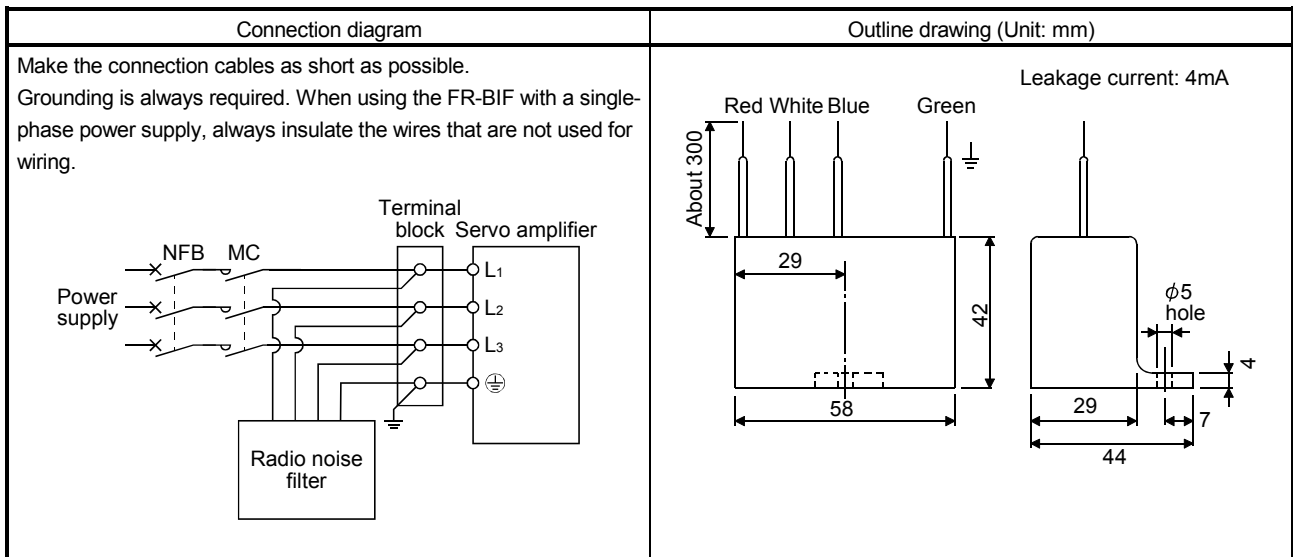 Connection diagram
Outline drawing (Unit: mm)
Make the connection cables as short as possible.
Grounding is always required. When using the FR-BIF with a single-
phase power supply, always insulate the wires that are not used for
wiring.
Terminal
block Servo amplifier
NFB MC
L1
Power
supply
L2
L3
Radio noise
filter
Leakage current: 4mA
Red White Blue Green
About 300
29
42
58
φ5
hole
4
29
7
44